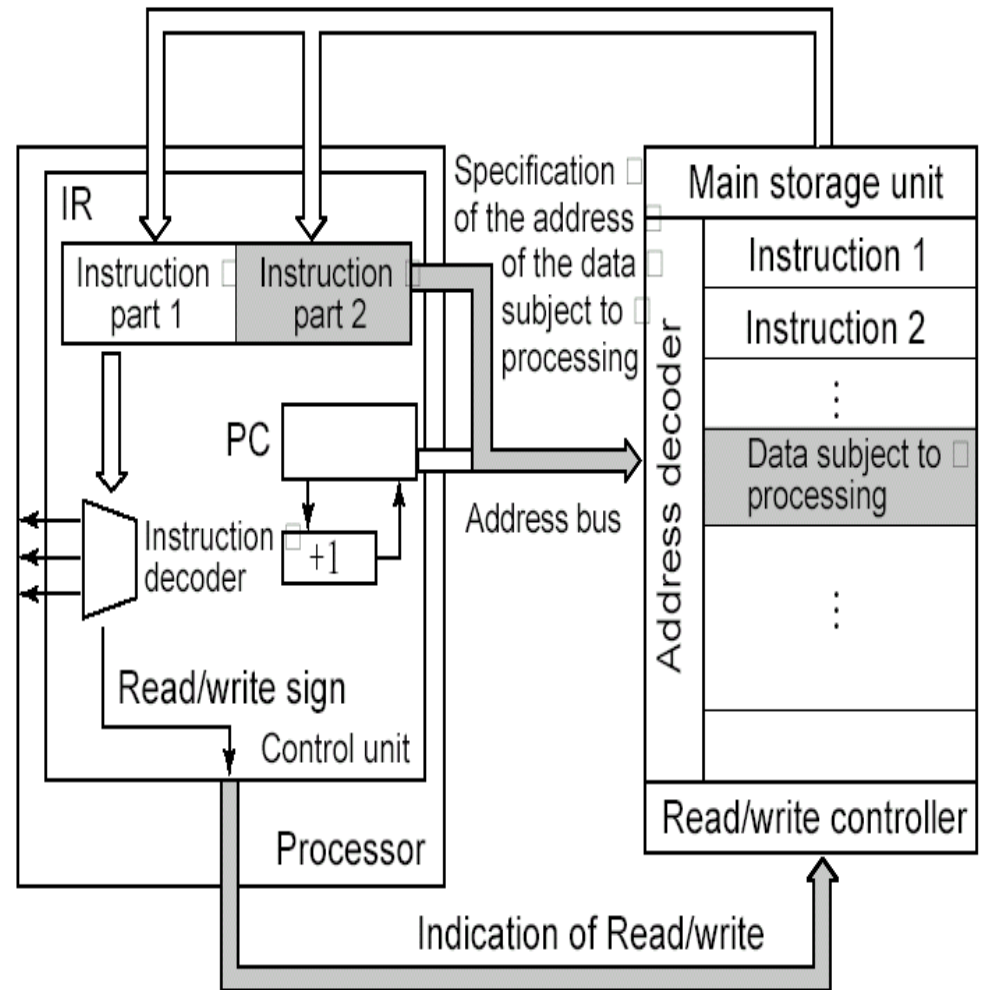 IR
Instruction
part 1
Instruction
part 2
PC
+1
Instruction
decoder
Read/write sign
Control unit
Processor
Specification
of the address
of the data
subject to
processing
Address bus
Main storage unit
Address decoder
Instruction 1
Instruction 2
⋮
Data subject to
processing
⋮
Read/write controller
Indication of Read/write